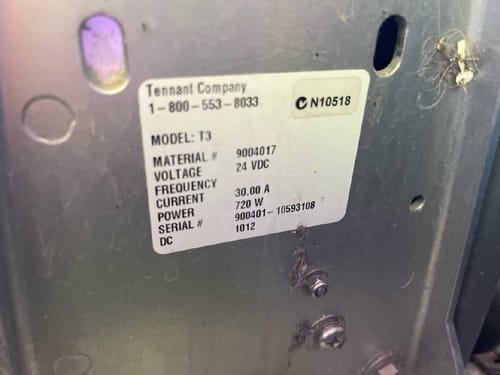 Tennant Company
1-800-553-8033
N10518
MODEL: T3
MATERIAL # 9004017
VOLTAGE 24 VDC
FREQUENCY
CURRENT 30.00 A
POWER 720 W
SERIAL # 900401-10593108
DC 1012